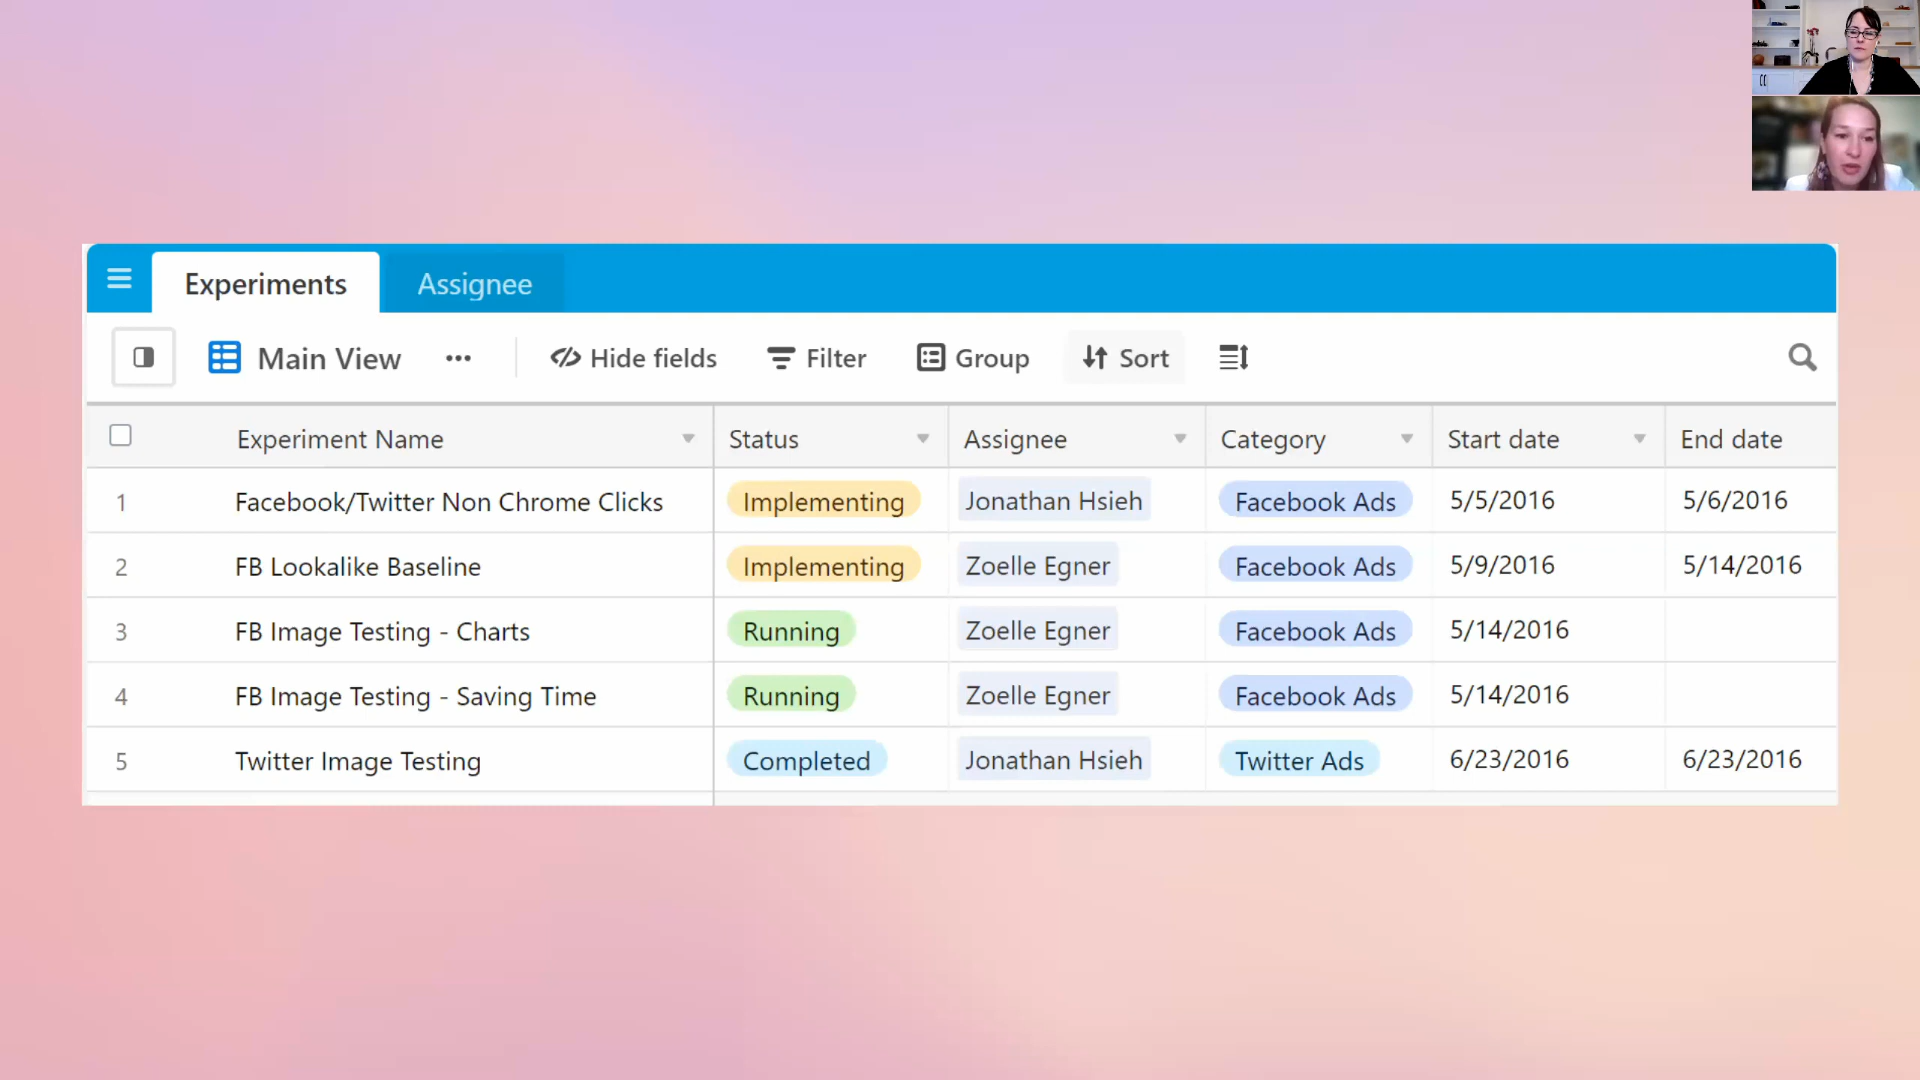 Experiments Assignee
Main View Hide fields Filter Group Sort
Experiment Name Status Assignee Category Start date End date
1 Facebook/Twitter Non Chrome Clicks Implementing Jonathan Hsieh Facebook Ads 5/5/2016 5/6/2016
2 FB Lookalike Baseline Implementing Zoelle Egner Facebook Ads 5/9/2016 5/14/2016
3 FB Image Testing - Charts Running Zoelle Egner Facebook Ads 5/14/2016
4 FB Image Testing - Saving Time Running Zoelle Egner Facebook Ads 5/14/2016
5 Twitter Image Testing Completed Jonathan Hsieh Twitter Ads 6/23/2016 6/23/2016